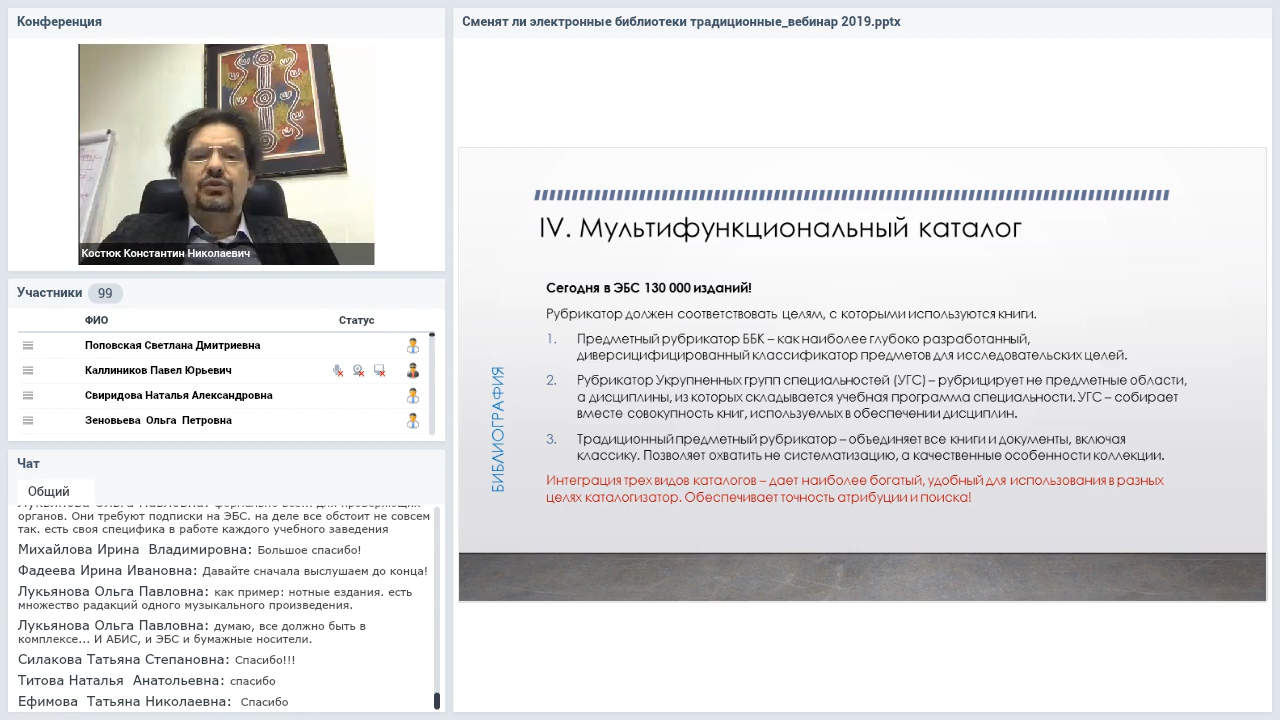 Конференция
Костюк Константин Николаевич
Участники 99
ФИО Статус
Поповская Светлана Дмитриевна
Каллиников Павел Юрьевич
Свиридова Наталья Александровна
Зеновьева Ольга Петровна
Чат
Общий
органов. Они требуют подписки на ЭБС. на деле все обстоит не совсем
так. есть своя специфика в работе каждого учебного заведения
Михайлова Ирина Владимировна: Большое спасибо!
Фадеева Ирина Ивановна: Давайте сначала выслушаем до конца!
Лукьянова Ольга Павловна: как пример: нотные ездания. есть
множество радакций одного музыкального произведения.
Лукьянова Ольга Павловна: думаю, все должно быть в
комплексе... И АБИС, и ЭБС и бумажные носители.
Силакова Татьяна Степановна: Спасибо!!!
Титова Наталья Анатольевна: спасибо
Ефимова Татьяна Николаевна: Спасибо
Сменят ли электронные библиотеки традиционные_вебинар 2019.pptx
IV. Мультифункциональный каталог
БИБЛИОГРАФИЯ
Сегодня в ЭБС 130 000 изданий!
Рубрикатор должен соответствовать целям, с которыми используются книги.
1. Предметный рубрикатор ББК – как наиболее глубоко разработанный,
диверсицифицированный классификатор предметов для исследовательских целей.
2. Рубрикатор Укрупненных групп специальностей (УГС) – рубрицирует не предметные области,
а дисциплины, из которых складывается учебная программа специальности. УГС – собирает
вместе совокупность книг, используемых в обеспечении дисциплин.
3. Традиционный предметный рубрикатор – объединяет все книги и документы, включая
классику. Позволяет охватить не систематизацию, а качественные особенности коллекции.
Интеграция трех видов каталогов – дает наиболее богатый, удобный для использования в разных
целях каталогизатор. Обеспечивает точность атрибуции и поиска!